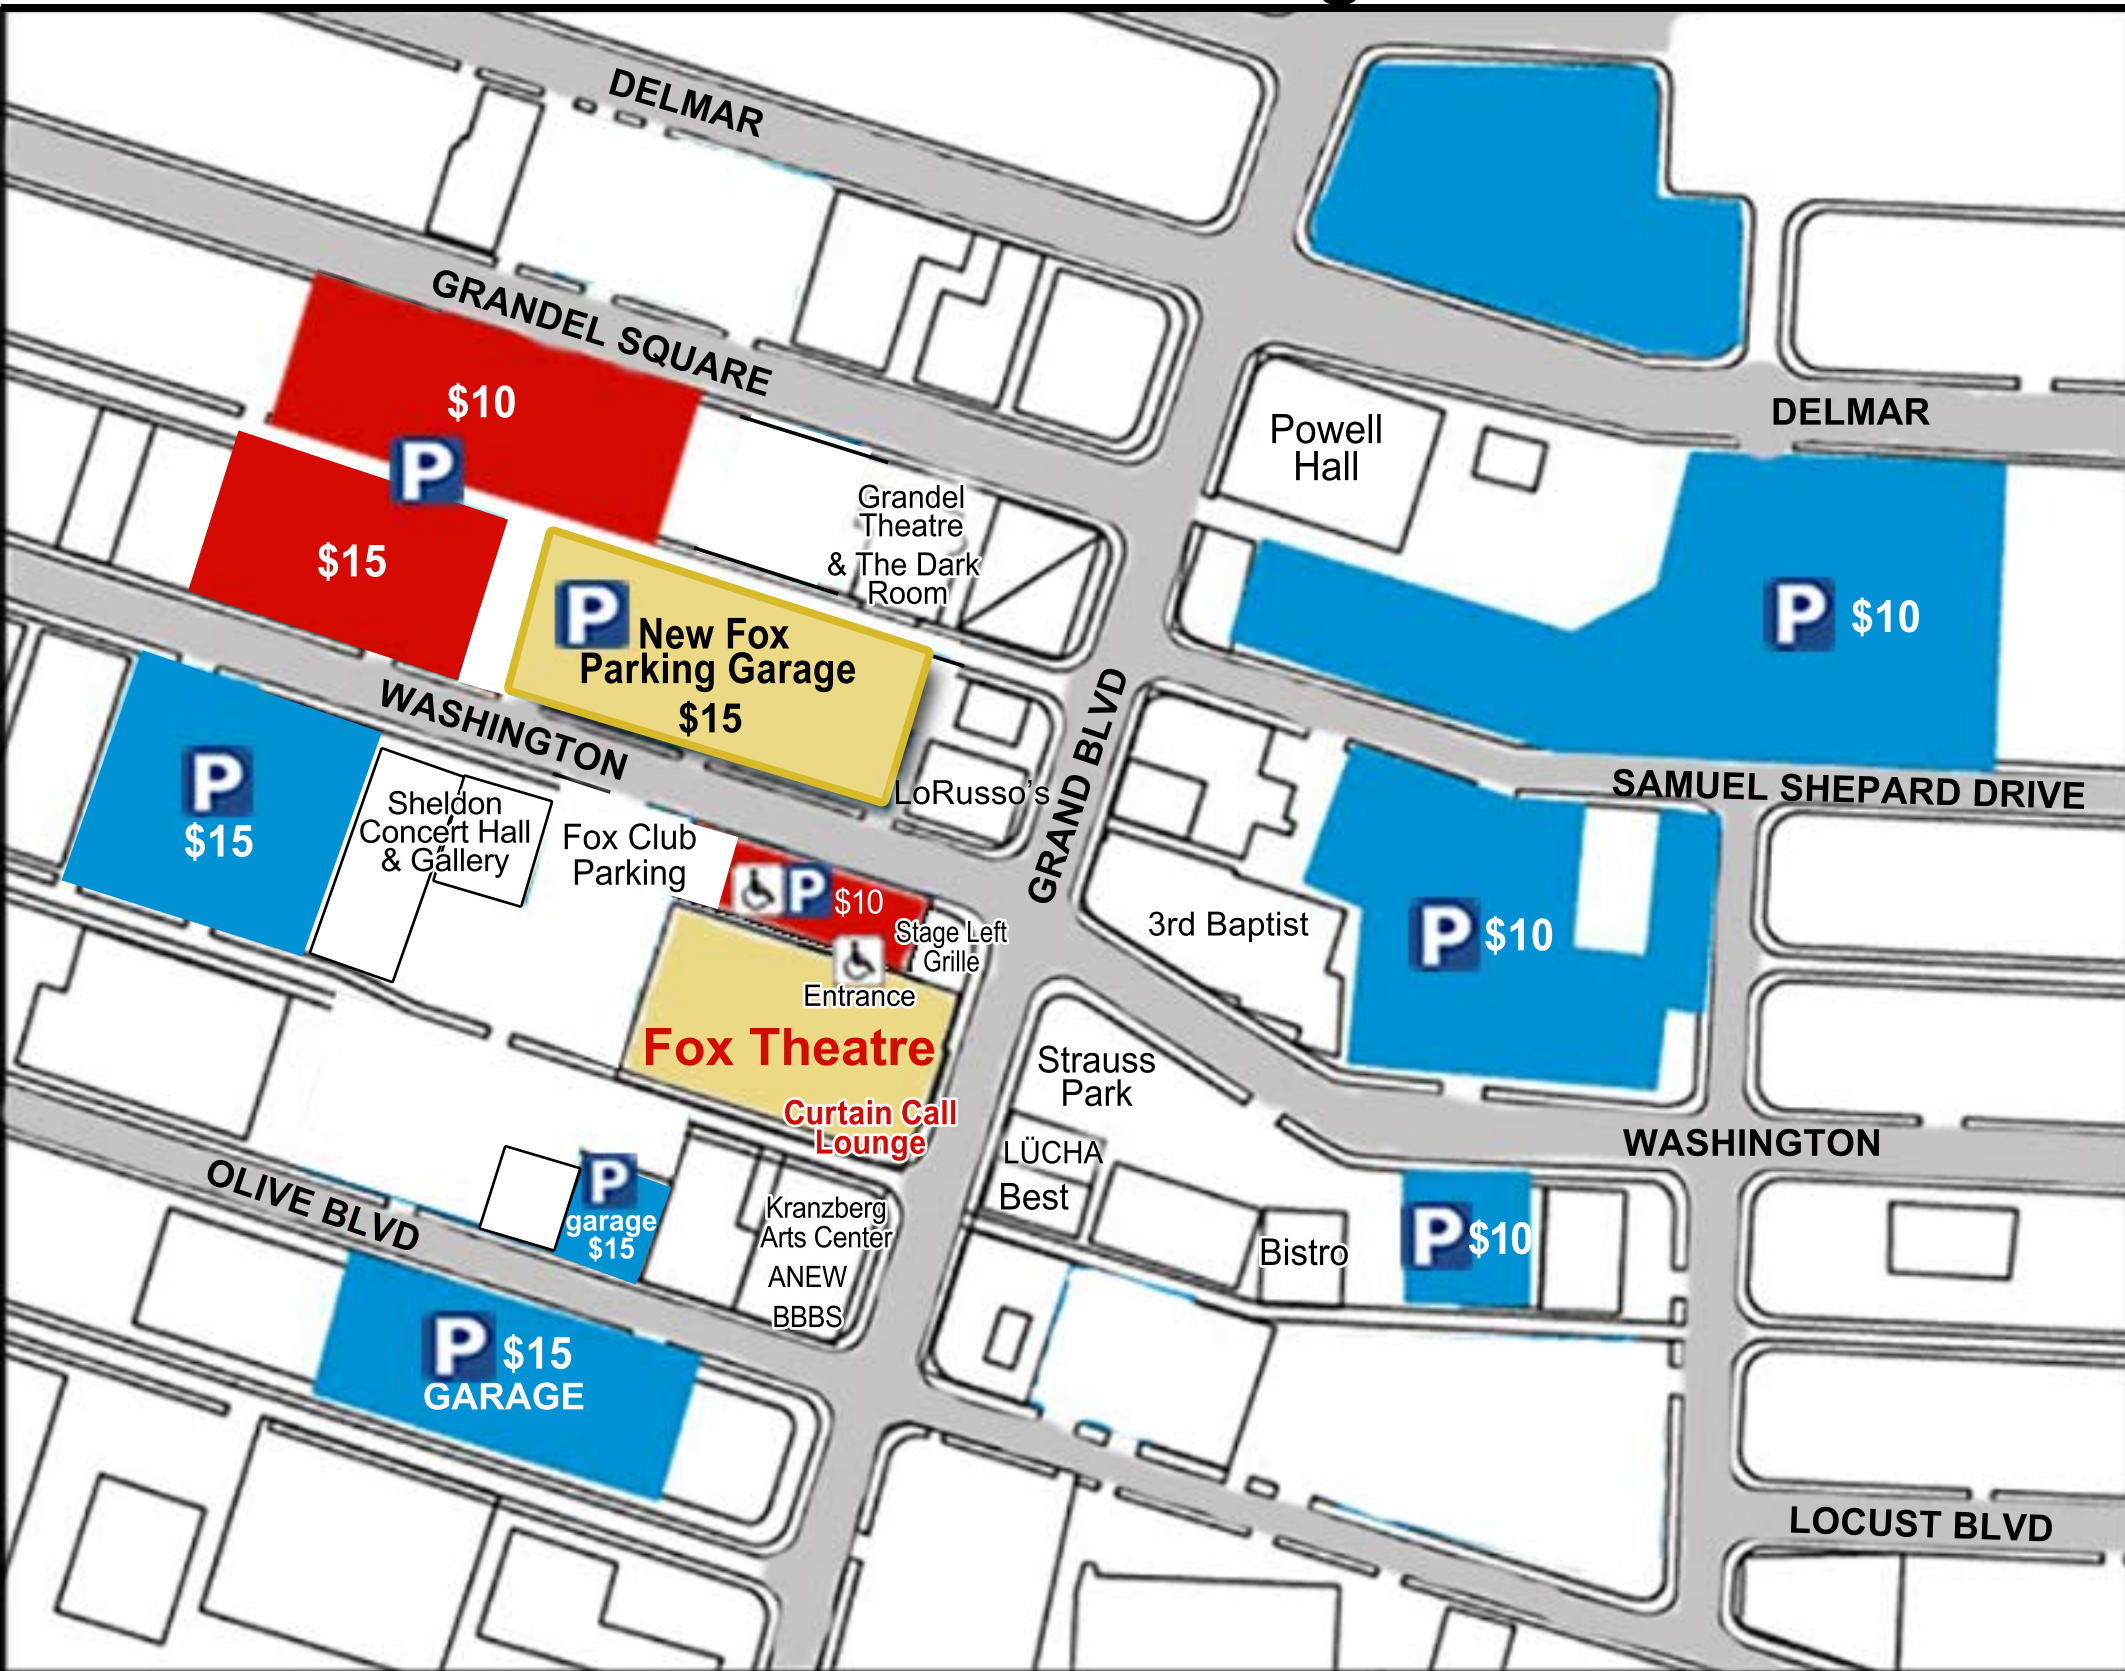 DELMAR
GRANDEL SQUARE
$10
P
$15
Powell
Hall
DELMAR
Grandel
Theatre
& The Dark
Room
P
New Fox
Parking Garage
$15
P
$10
WASHINGTON
GRAND BLVD
LoRusso's
SAMUEL SHEPARD DRIVE
P
$15
Sheldon
Concert Hall
& Gallery
Fox Club
Parking
P
$10
Stage Left
Grille
Entrance
3rd Baptist
P
$10
Fox Theatre
Curtain Call
Lounge
Strauss
Park
WASHINGTON
LÜCHA
Best
OLIVE BLVD
P
garage
$15
Kranzberg
Arts Center
ANEW
BBBS
Bistro
P
$10
P
$15
GARAGE
LOCUST BLVD